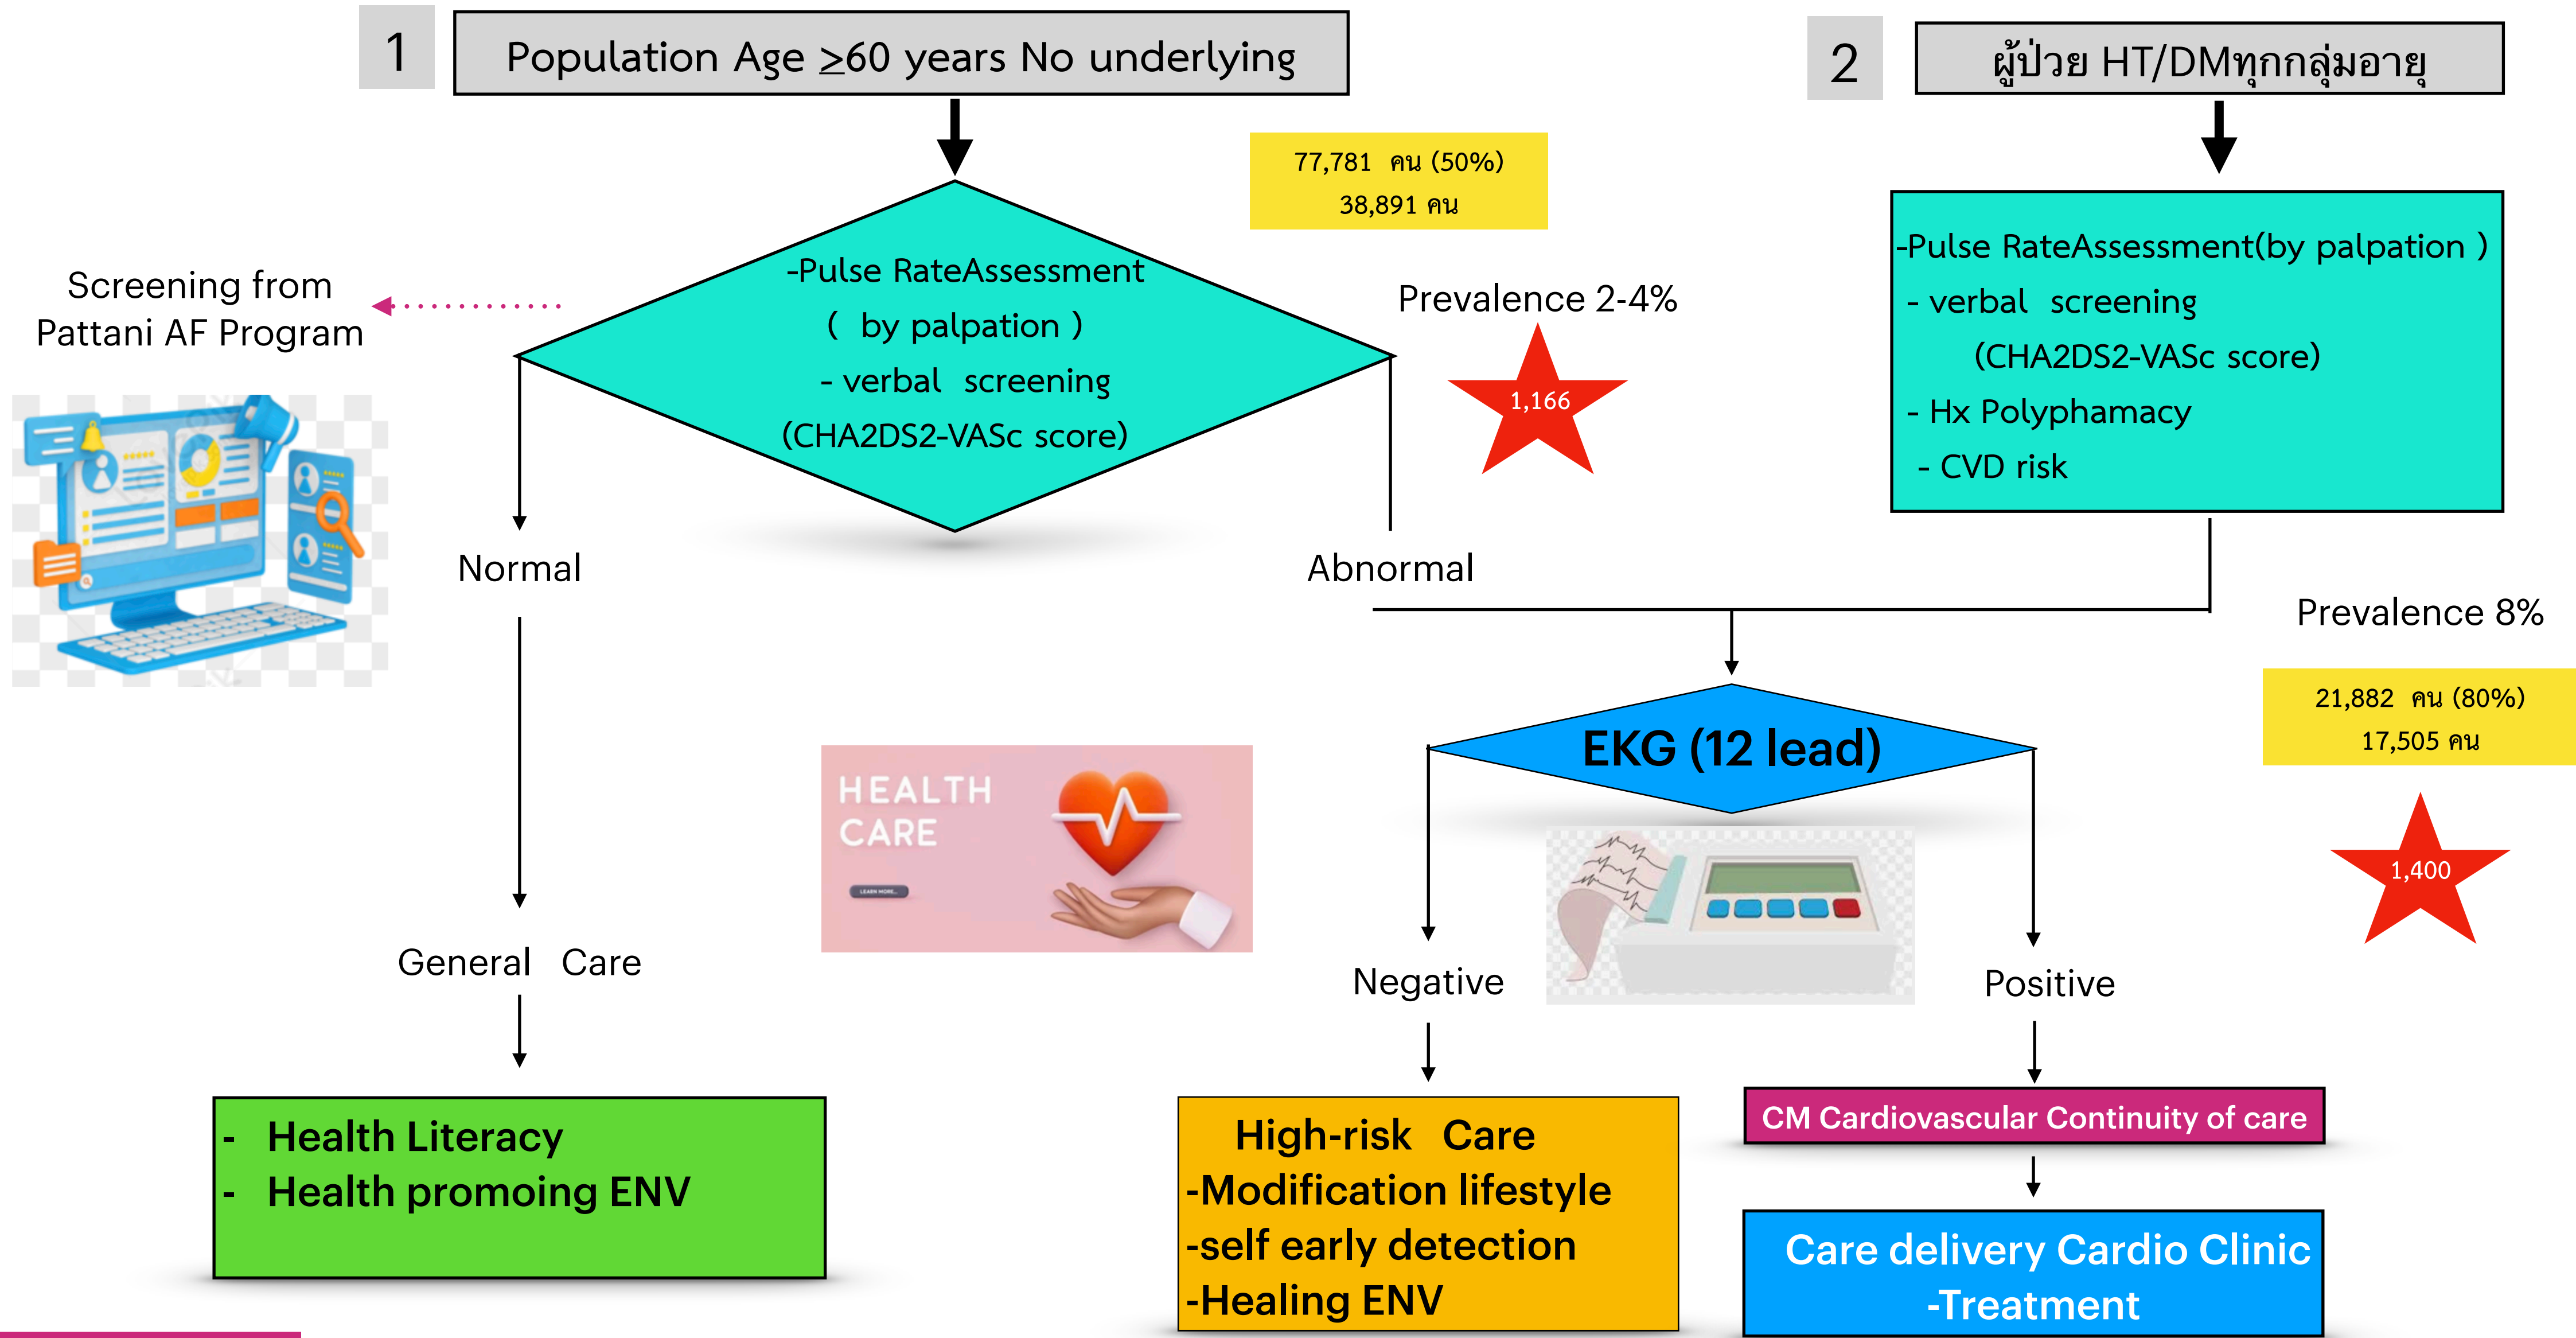 1
Population Age ≥60 years No underlying
2
ผู้ป่วย HT/DMทุกกลุ่มอายุ
77,781 คน (50%)
38,891 คน
Screening from
Pattani AF Program
-Pulse RateAssessment
( by palpation )
- verbal screening
(CHA2DS2-VASc score)
Prevalence 2-4%
1,166
-Pulse RateAssessment(by palpation )
- verbal screening
(CHA2DS2-VASc score)
- Hx Polyphamacy
- CVD risk
Normal
Abnormal
Prevalence 8%
21,882 คน (80%)
17,505 คน
1,400
EKG (12 lead)
HEALTH
CARE
LEARN MORE...
General Care
Negative
Positive
- Health Literacy
- Health promoing ENV
High-risk Care
-Modification lifestyle
-self early detection
-Healing ENV
CM Cardiovascular Continuity of care
Care delivery Cardio Clinic
-Treatment